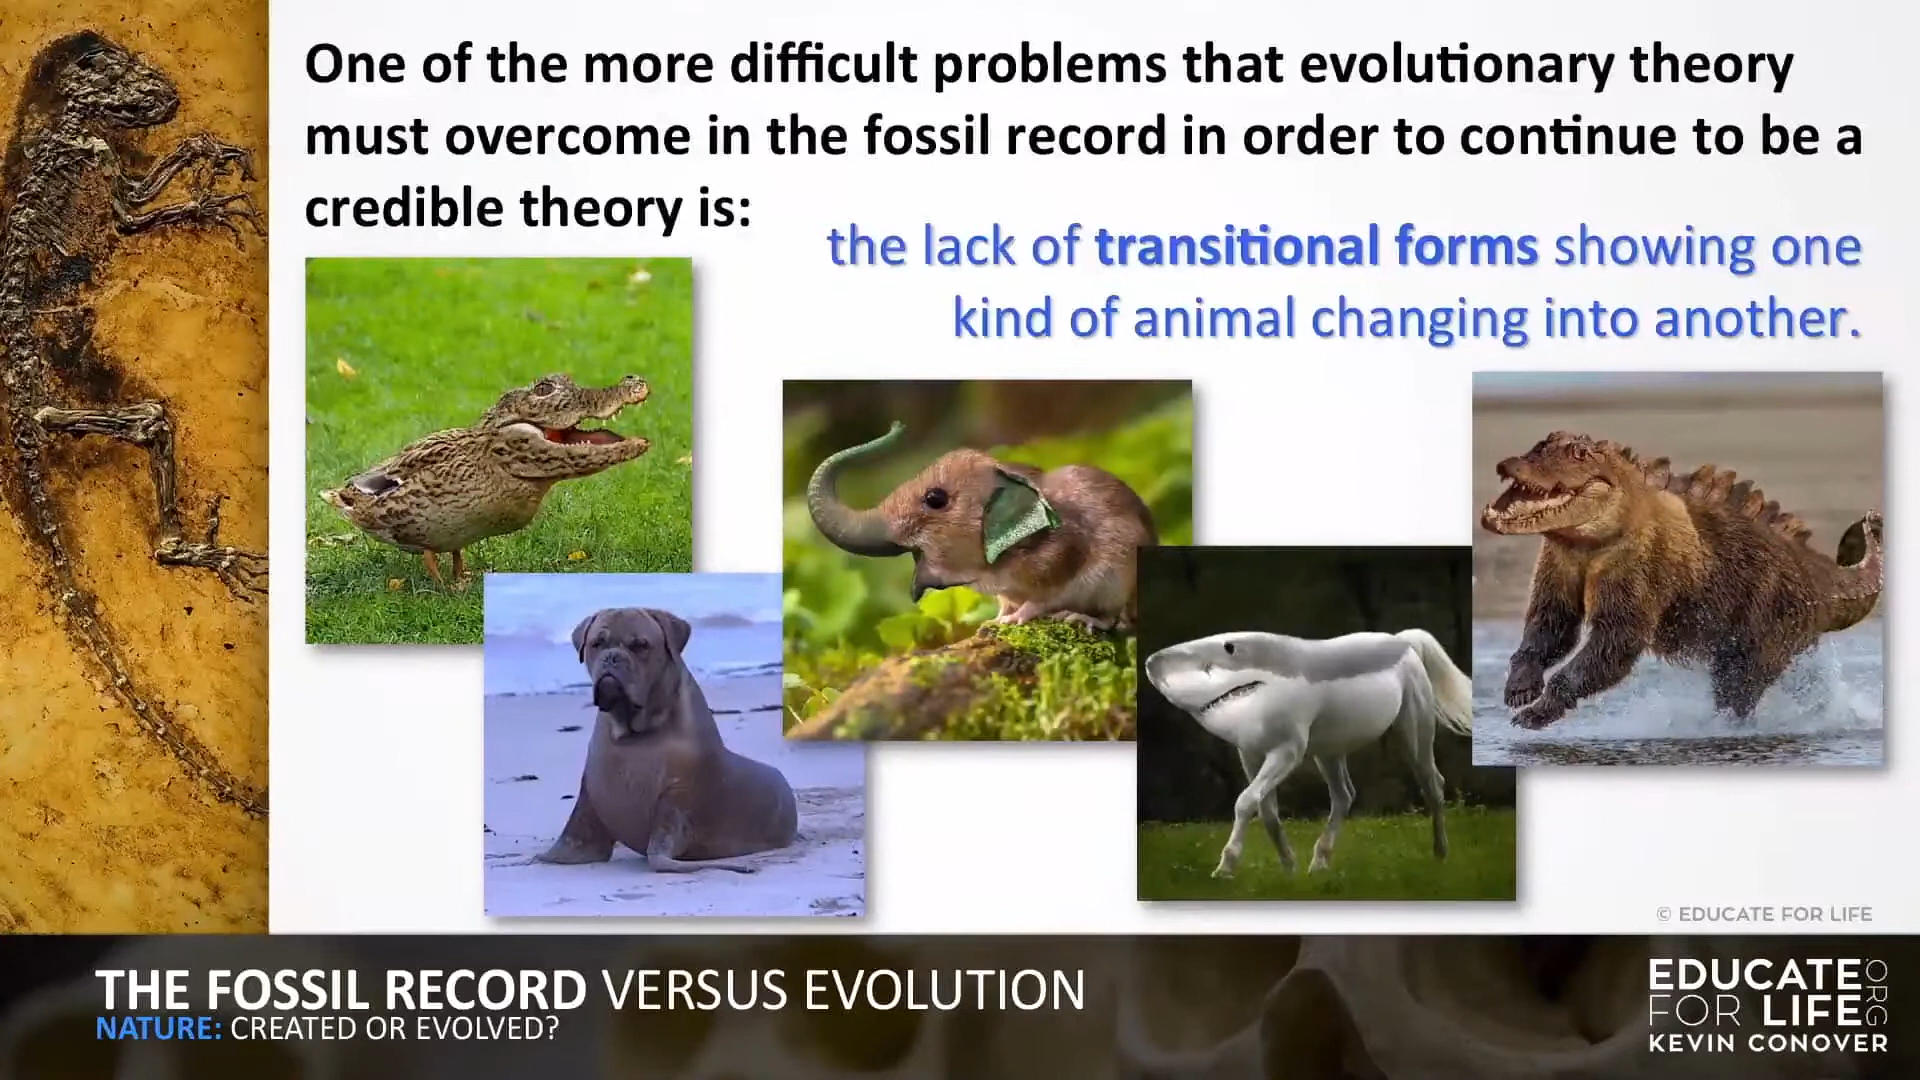 One of the more difficult problems that evolutionary theory
must overcome in the fossil record in order to continue to be a
credible theory is:
the lack of transitional forms showing one
kind of animal changing into another.
© EDUCATE FOR LIFE
THE FOSSIL RECORD VERSUS EVOLUTION
NATURE: CREATED OR EVOLVED?
EDUCATE
FOR LIFE
.ORG
KEVIN CONOVER